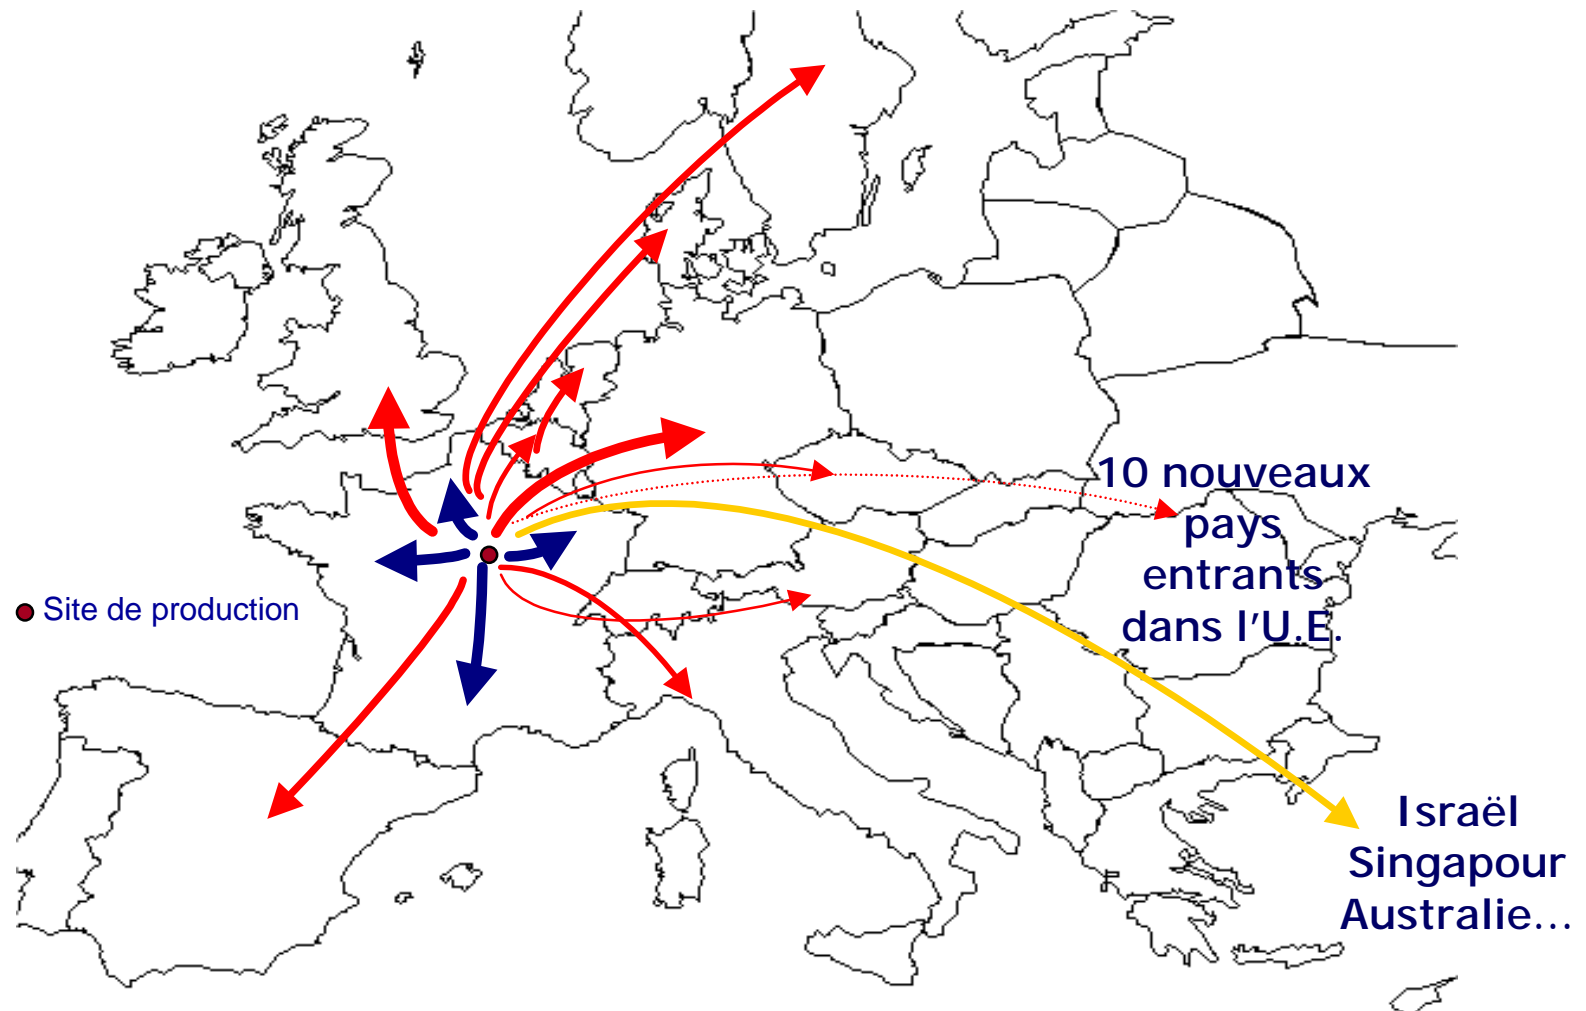 10 nouveaux
pays
entrants
dans l'U.E.
Site de production
Israël
Singapour
Australie...